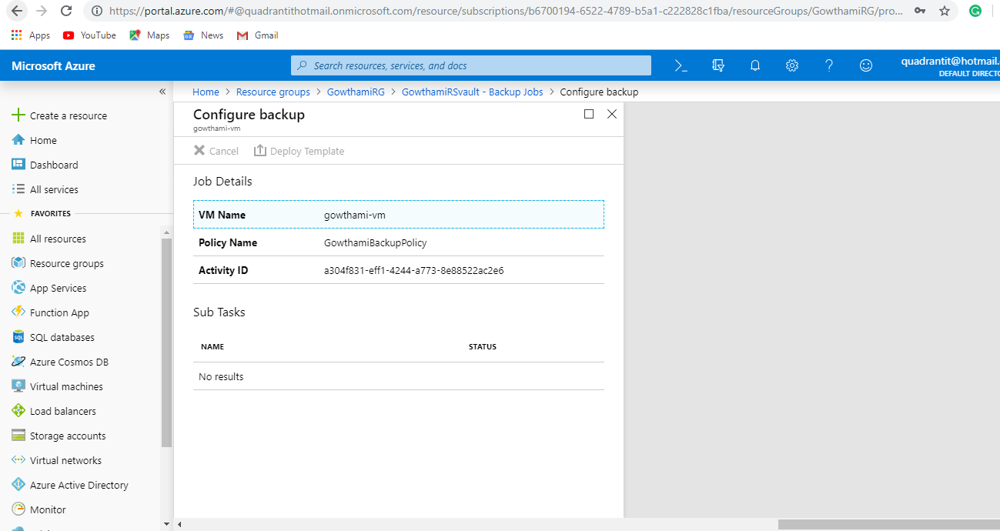 https://portal.azure.com/#@quadrantithotmail.onmicrosoft.com/resource/subscriptions/b6700194-6522-4789-b5a1-c222828c1fba/resourceGroups/GowthamiRG/pro...
Apps YouTube Maps News Gmail
Microsoft Azure Search resources, services, and docs quadrantit@hotmail.
DEFAULT DIRECTO
« Home > Resource groups > GowthamiRG > GowthamiRSvault - Backup Jobs > Configure backup
Create a resource
Home
Dashboard
All services
FAVORITES
All resources
Resource groups
App Services
Function App
SQL databases
Azure Cosmos DB
Virtual machines
Load balancers
Storage accounts
Virtual networks
Azure Active Directory
Monitor
Configure backup
gowthami-vm
Cancel Deploy Template
Job Details
VM Name gowthami-vm
Policy Name GowthamiBackupPolicy
Activity ID a304f831-eff1-4244-a773-8e88522ac2e6
Sub Tasks
NAME STATUS
No results